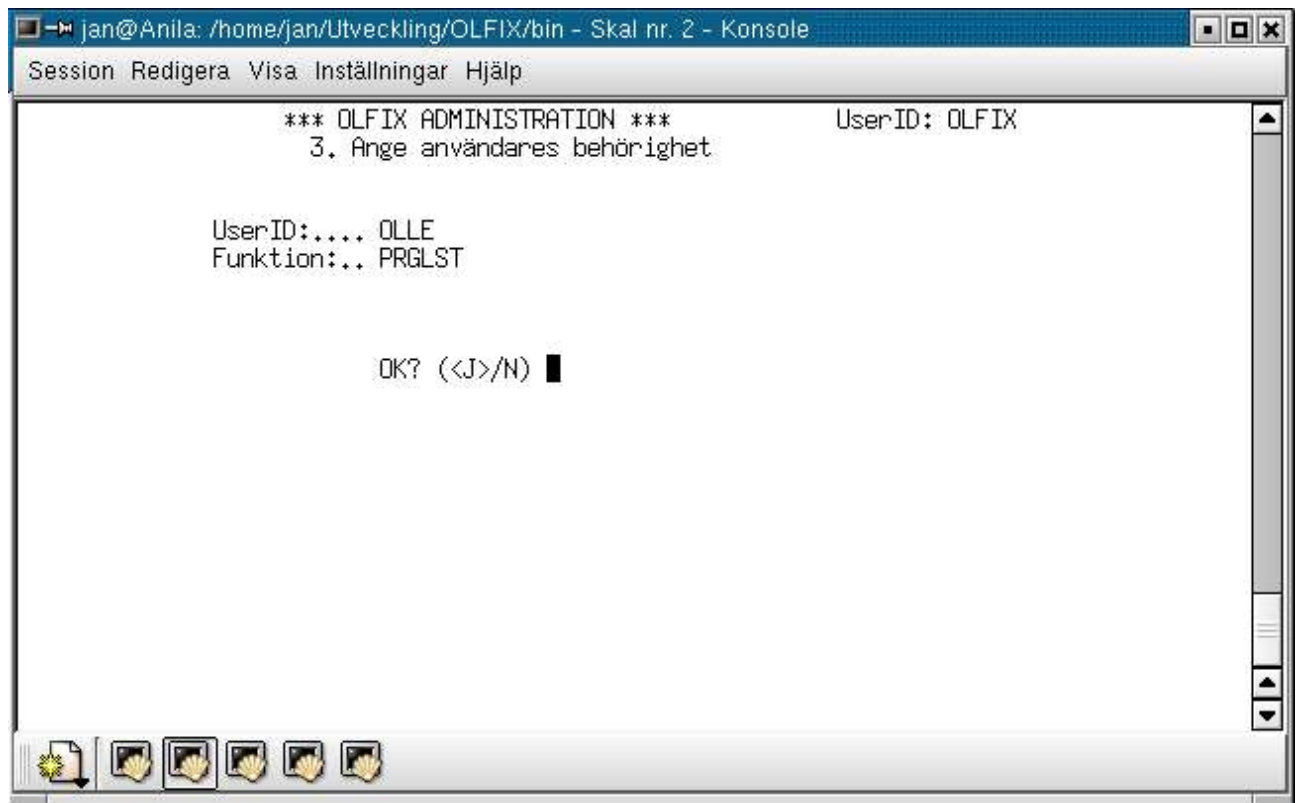 jan@Anila: /home/jan/Utveckling/OLFIX/bin - Skal nr. 2 - Konsole
Session Redigera Visa Inställningar Hjälp
*** OLFIX ADMINISTRATION *** UserID: OLFIX
3. Ange användares behörighet
UserID:.... OLLE
Funktion:.. PRGLST
OK? (<J>/N)